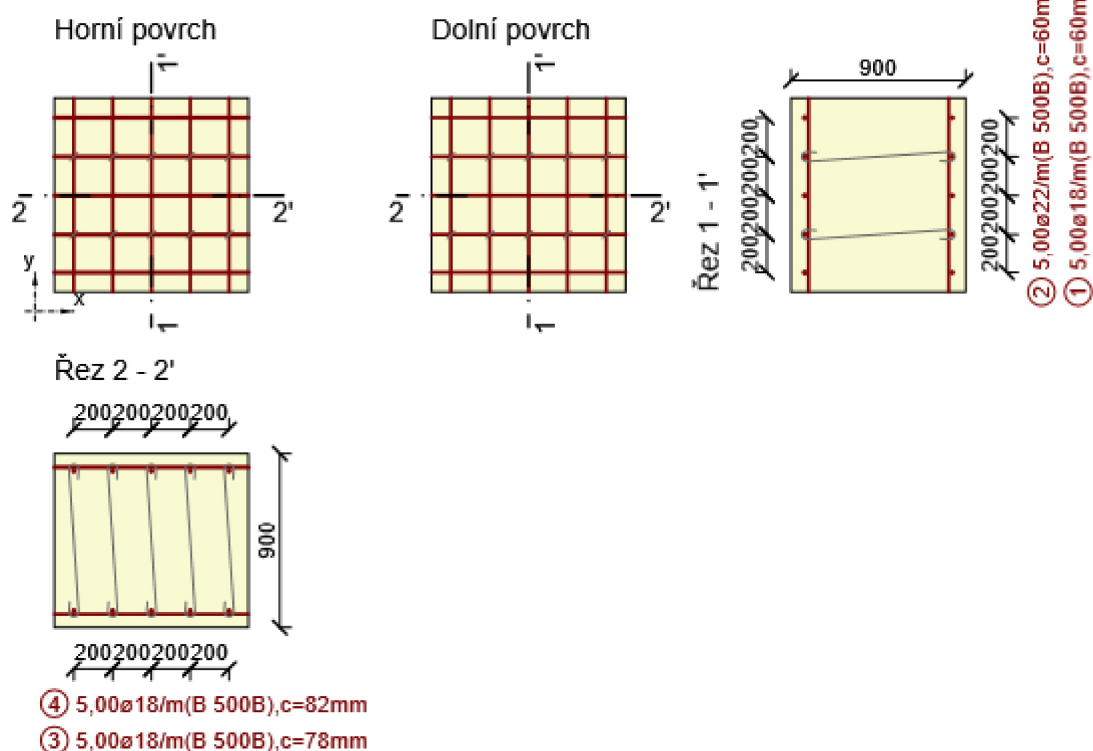 Horní povrch
Dolní povrch
1'
1'
900
2
2'
2
2'
y
x
1
1
Řez 1 - 1'
200200200200
200200200200
② 5,00ø22/m(B 500B),c=60m
① 5,00ø18/m(B 500B),c=60m
Řez 2 - 2'
200200200200
900
200200200200
④ 5,00ø18/m(B 500B),c=82mm
③ 5,00ø18/m(B 500B),c=78mm